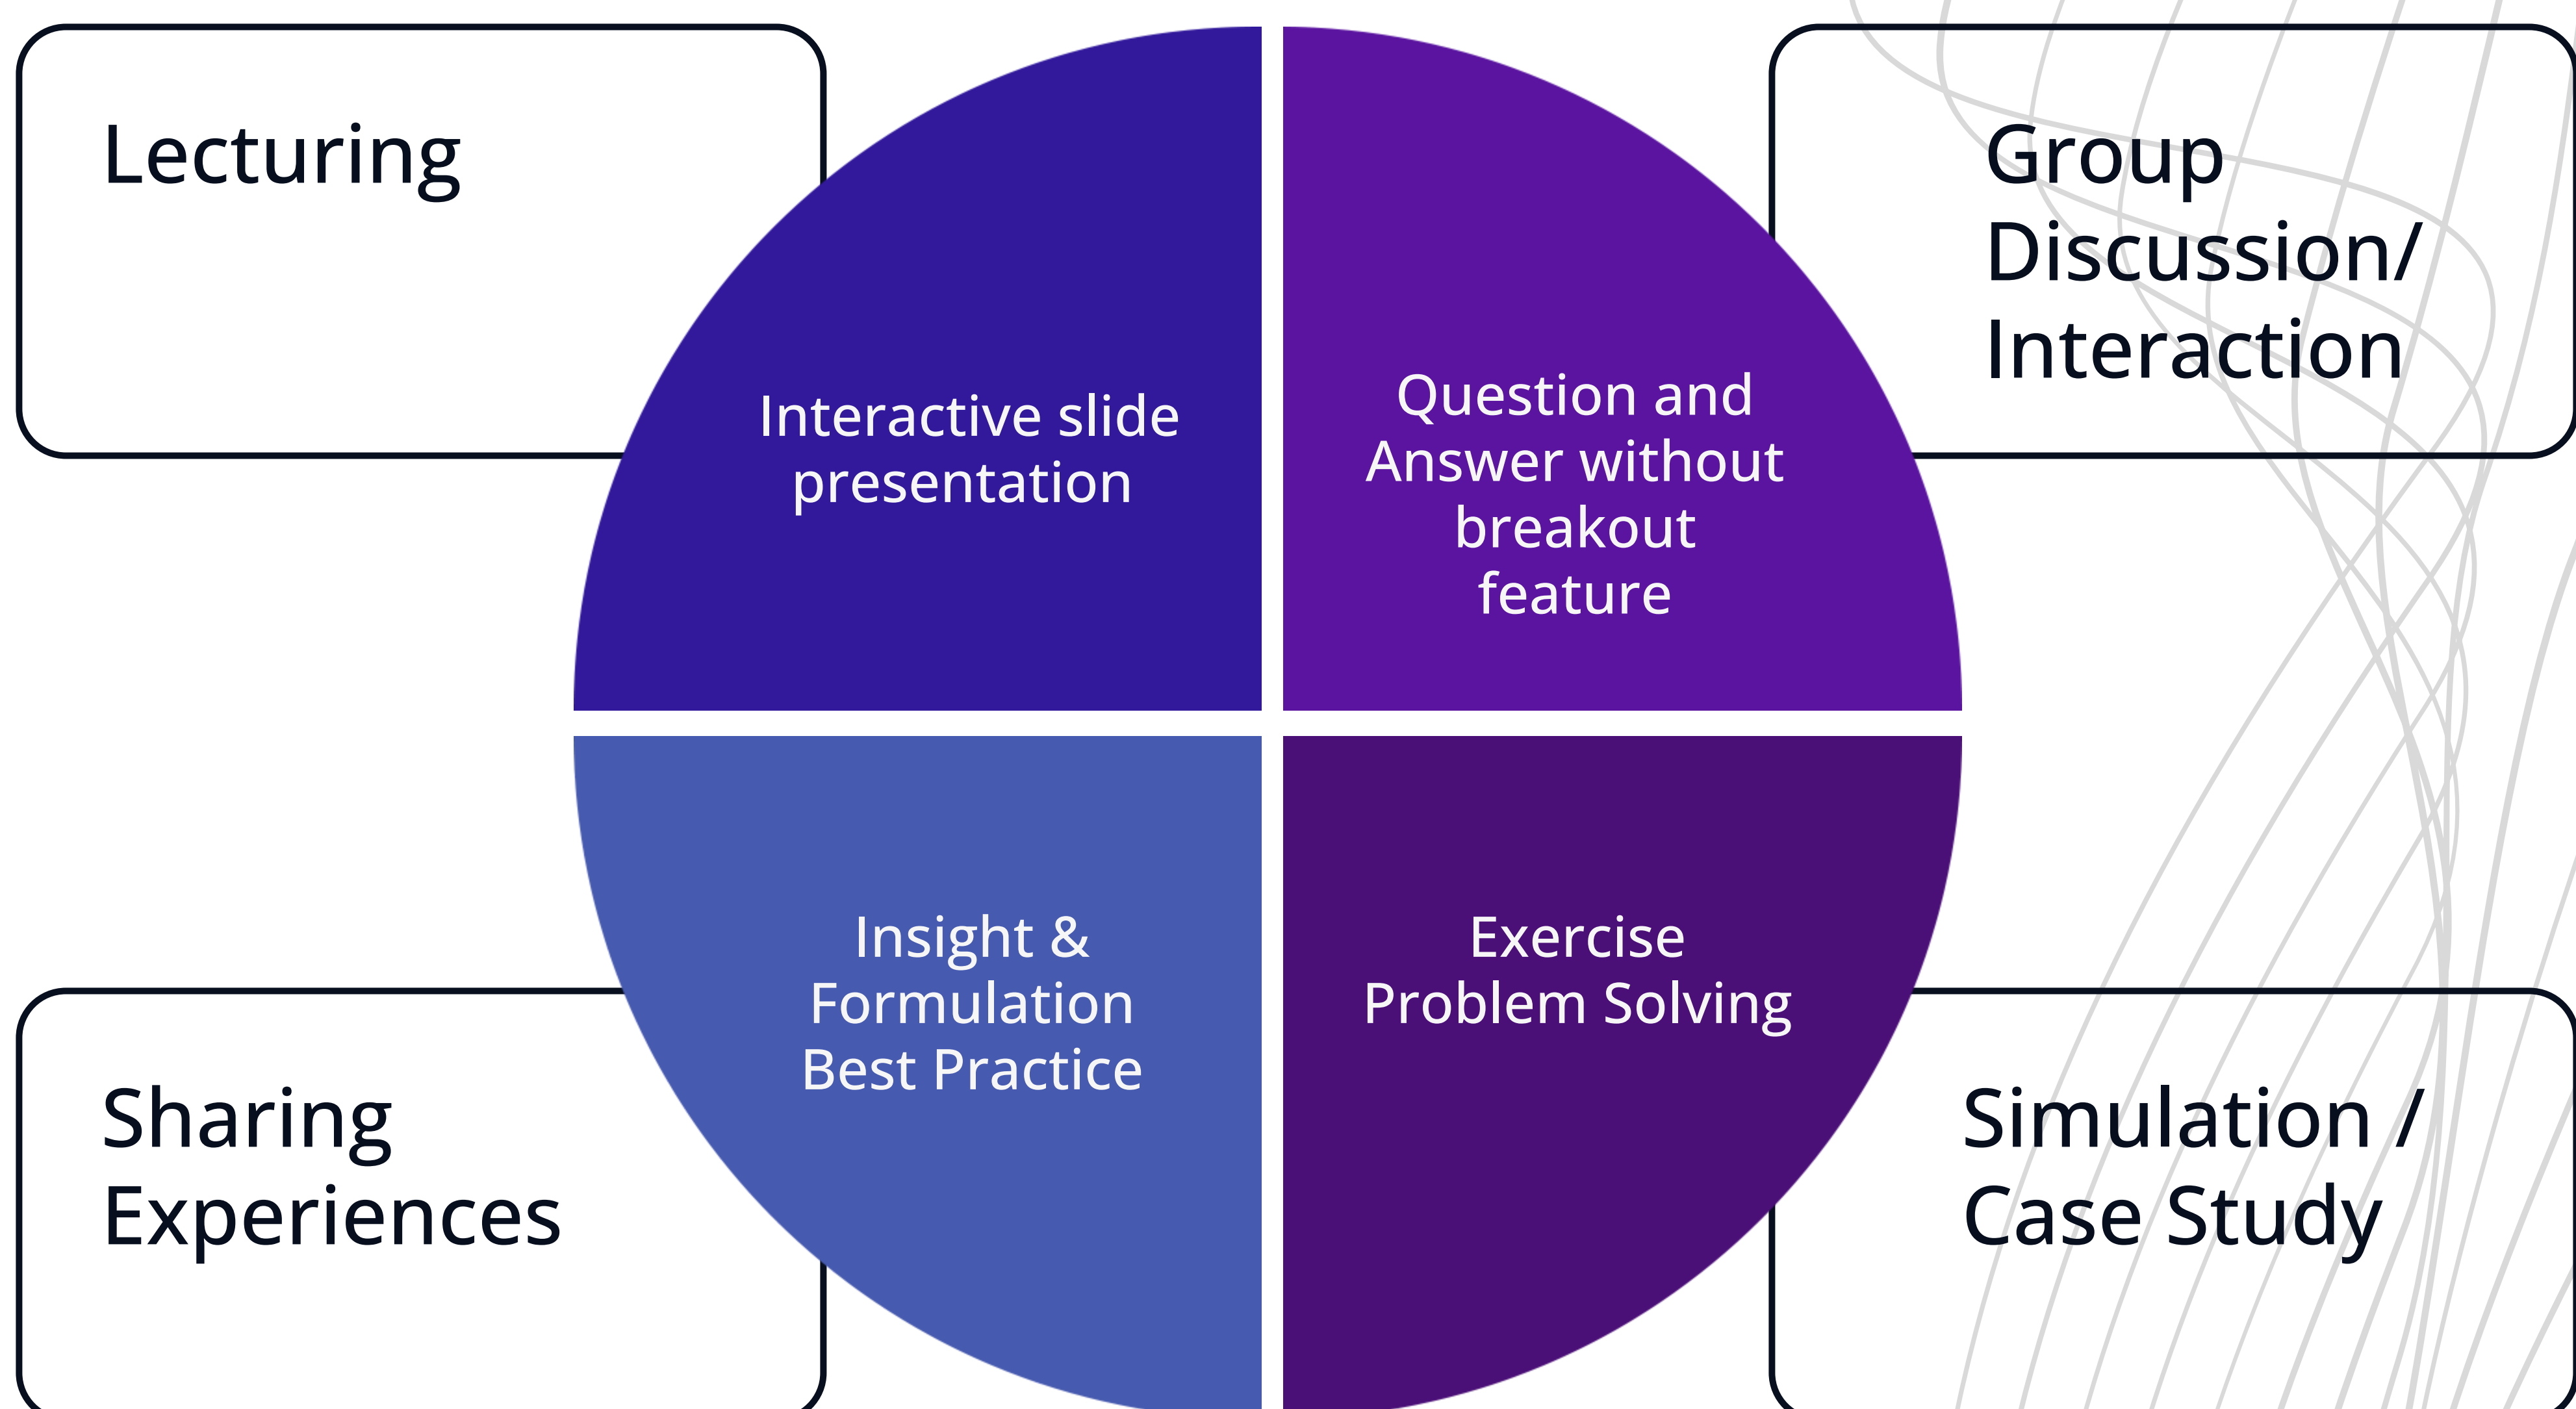 Lecturing
Interactive slide
presentation
Question and
Answer without
breakout
feature
Group
Discussion/
Interaction
Sharing
Experiences
Insight &
Formulation
Best Practice
Exercise
Problem Solving
Simulation /
Case Study